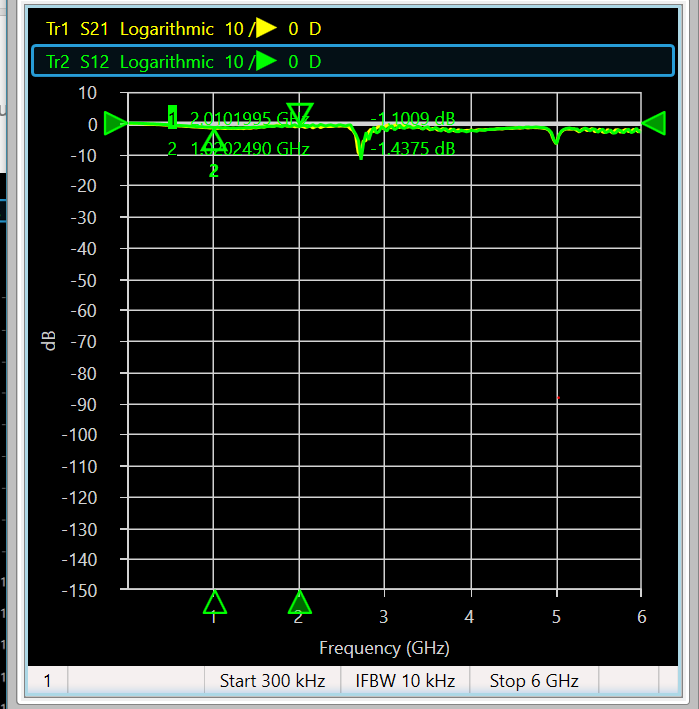 Tr1 S21 Logarithmic 10 / 0 D
Tr2 S12 Logarithmic 10 / 0 D
10
0
-10
-20
-30
-40
-50
-60
-70
-80
-90
-100
-110
-120
-130
-140
-150
dB
1 2.0101995 GHz -1.1009 dB
2 GHz -1.4375 dB
2
1 2 3 4 5 6
Frequency (GHz)
1 Start 300 kHz IFBW 10 kHz Stop 6 GHz